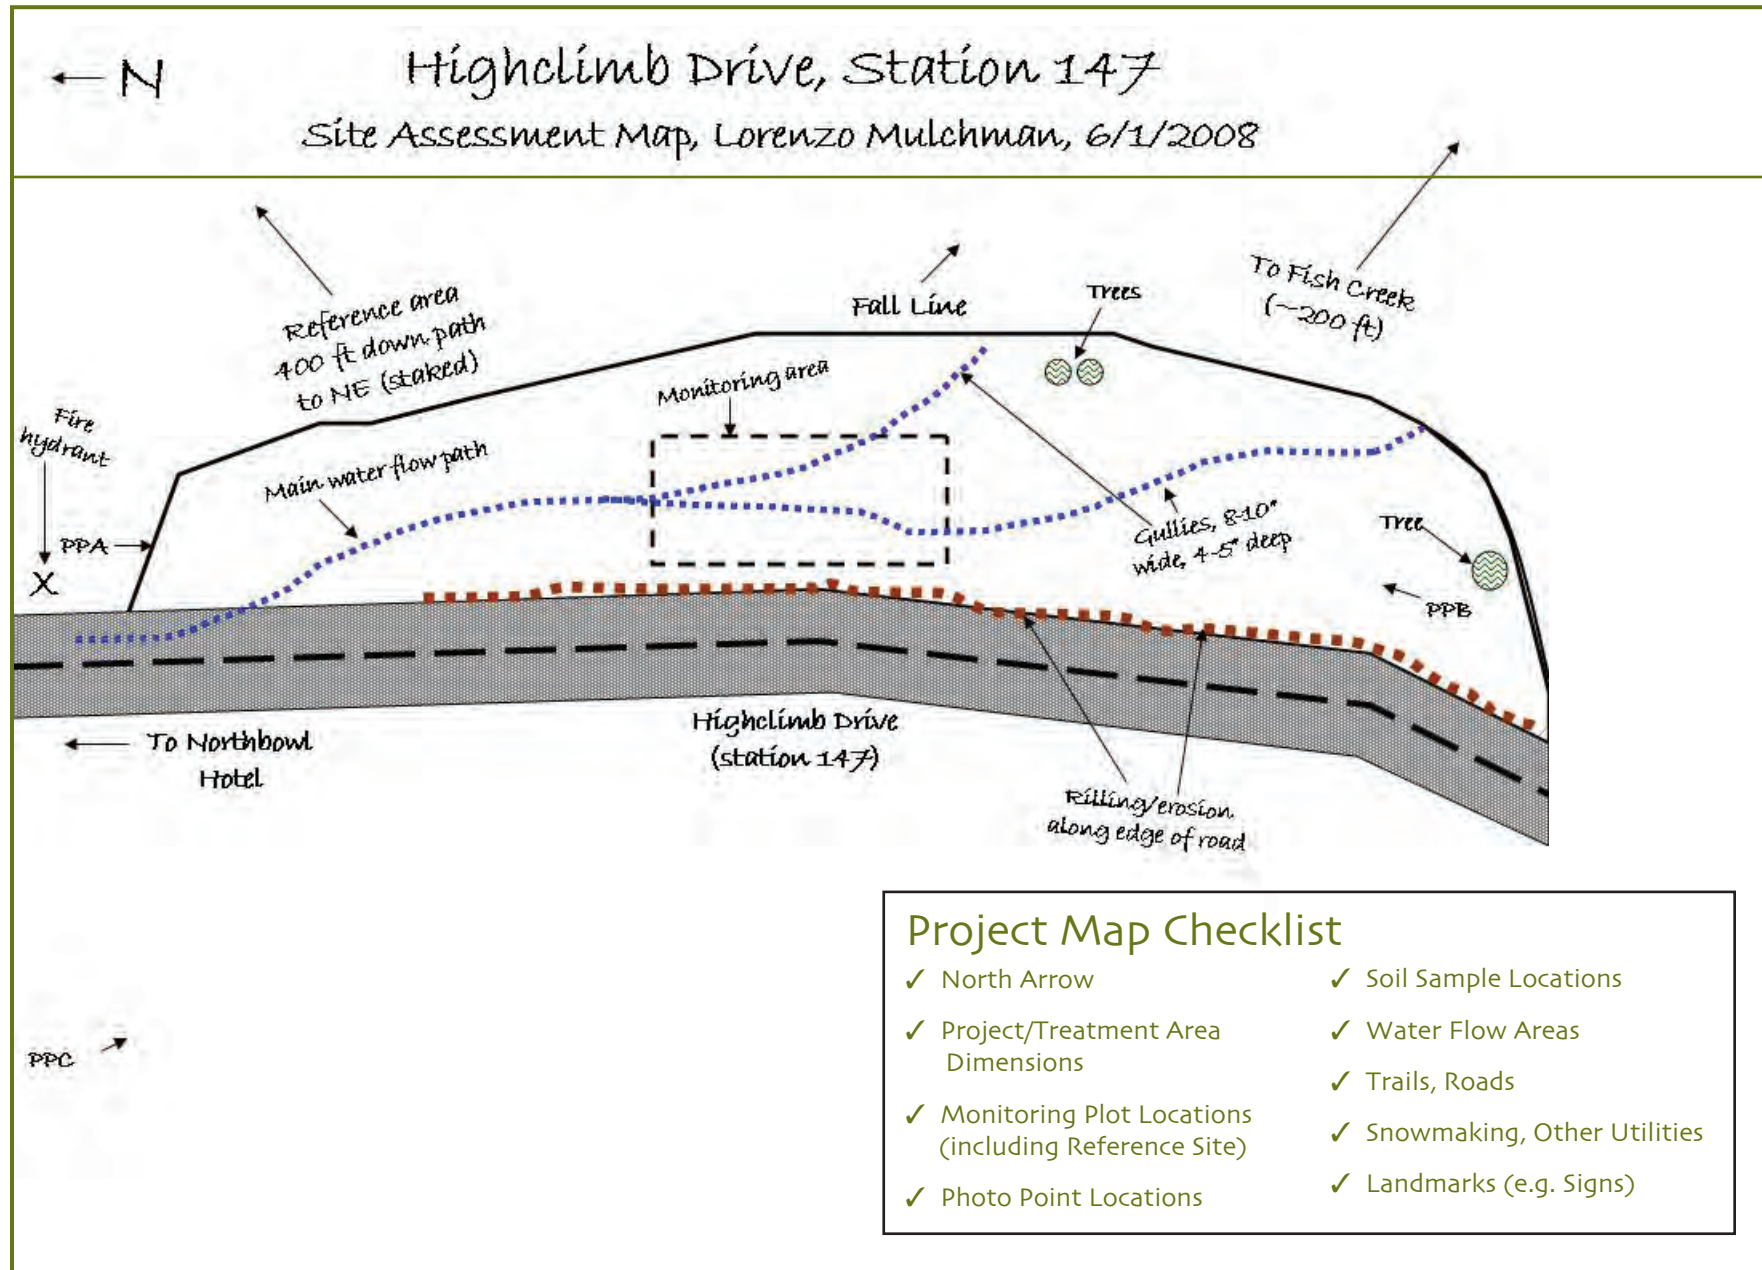 N
Highclimb Drive, Station 147
Site Assessment Map, Lorenzo Mulchman, 6/1/2008
Reference area
400 ft down path
to NE (staked)
Fall Line
Trees
To Fish Creek
(~200 ft)
Fire
hydrant
Monitoring area
Main water flow path
PPA
X
Gullies, 8-10"
wide, 4-5" deep
Tree
PPB
To Northbowl
Hotel
Highclimb Drive
(station 147)
Rilling/erosion
along edge of road
PPC
Project Map Checklist
✓ North Arrow
✓ Project/Treatment Area
Dimensions
✓ Monitoring Plot Locations
(including Reference Site)
✓ Photo Point Locations
✓ Soil Sample Locations
✓ Water Flow Areas
✓ Trails, Roads
✓ Snowmaking, Other Utilities
✓ Landmarks (e.g. Signs)